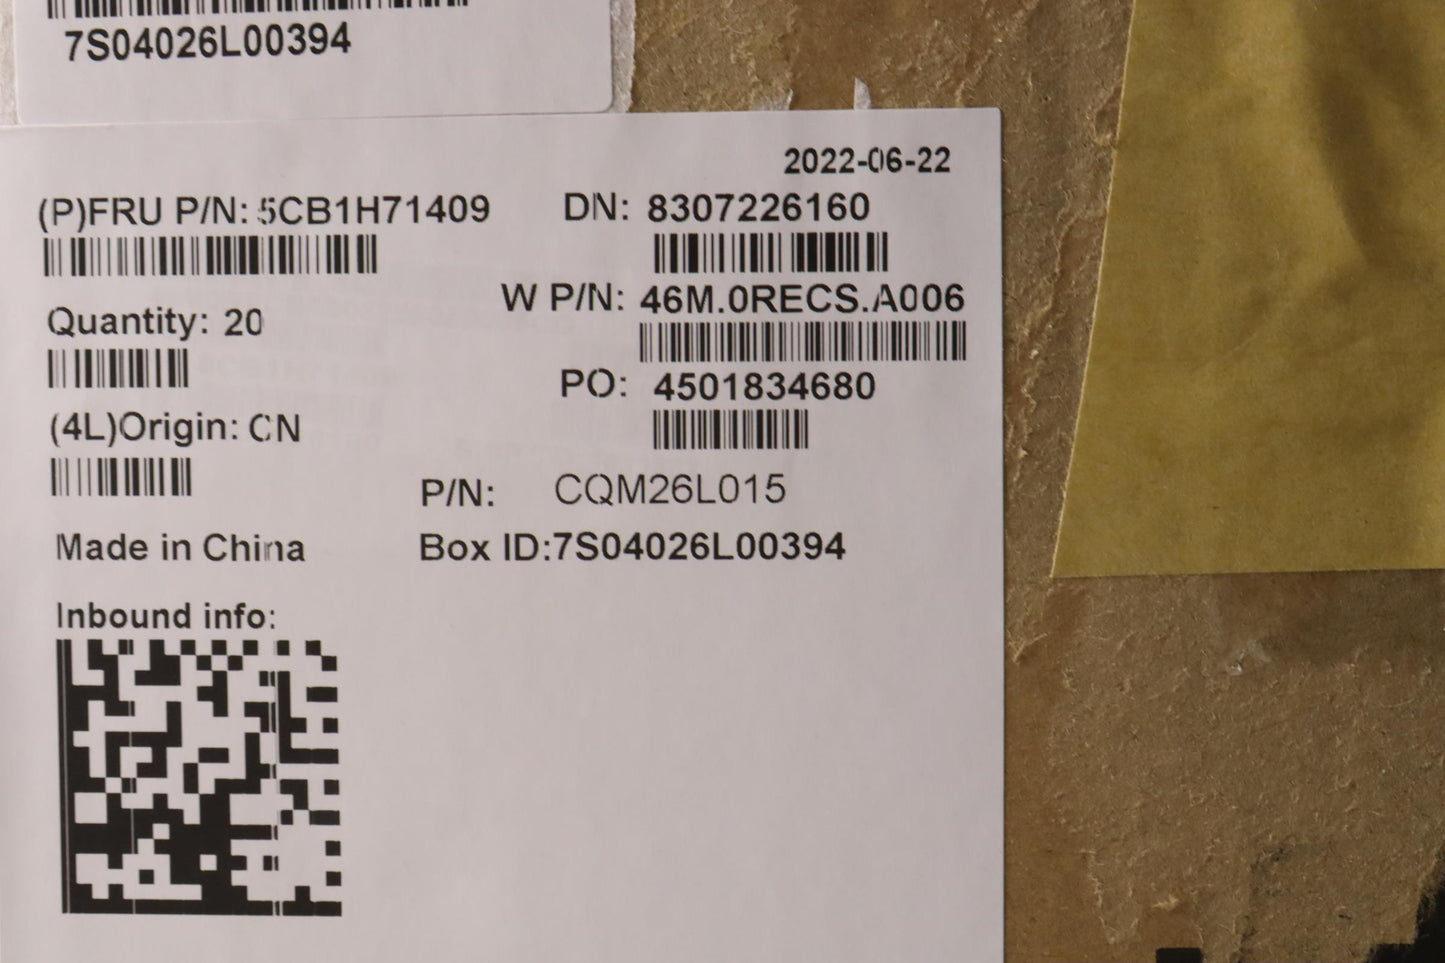 7S04026L00394
2022-06-22
(P)FRU P/N: 5CB1H71409
DN: 8307226160
W P/N: 46M.0RECS.A006
Quantity: 20
PO: 4501834680
(4L)Origin: CN
P/N: CQM26L015
Made in China
Box ID:7S04026L00394
Inbound info: